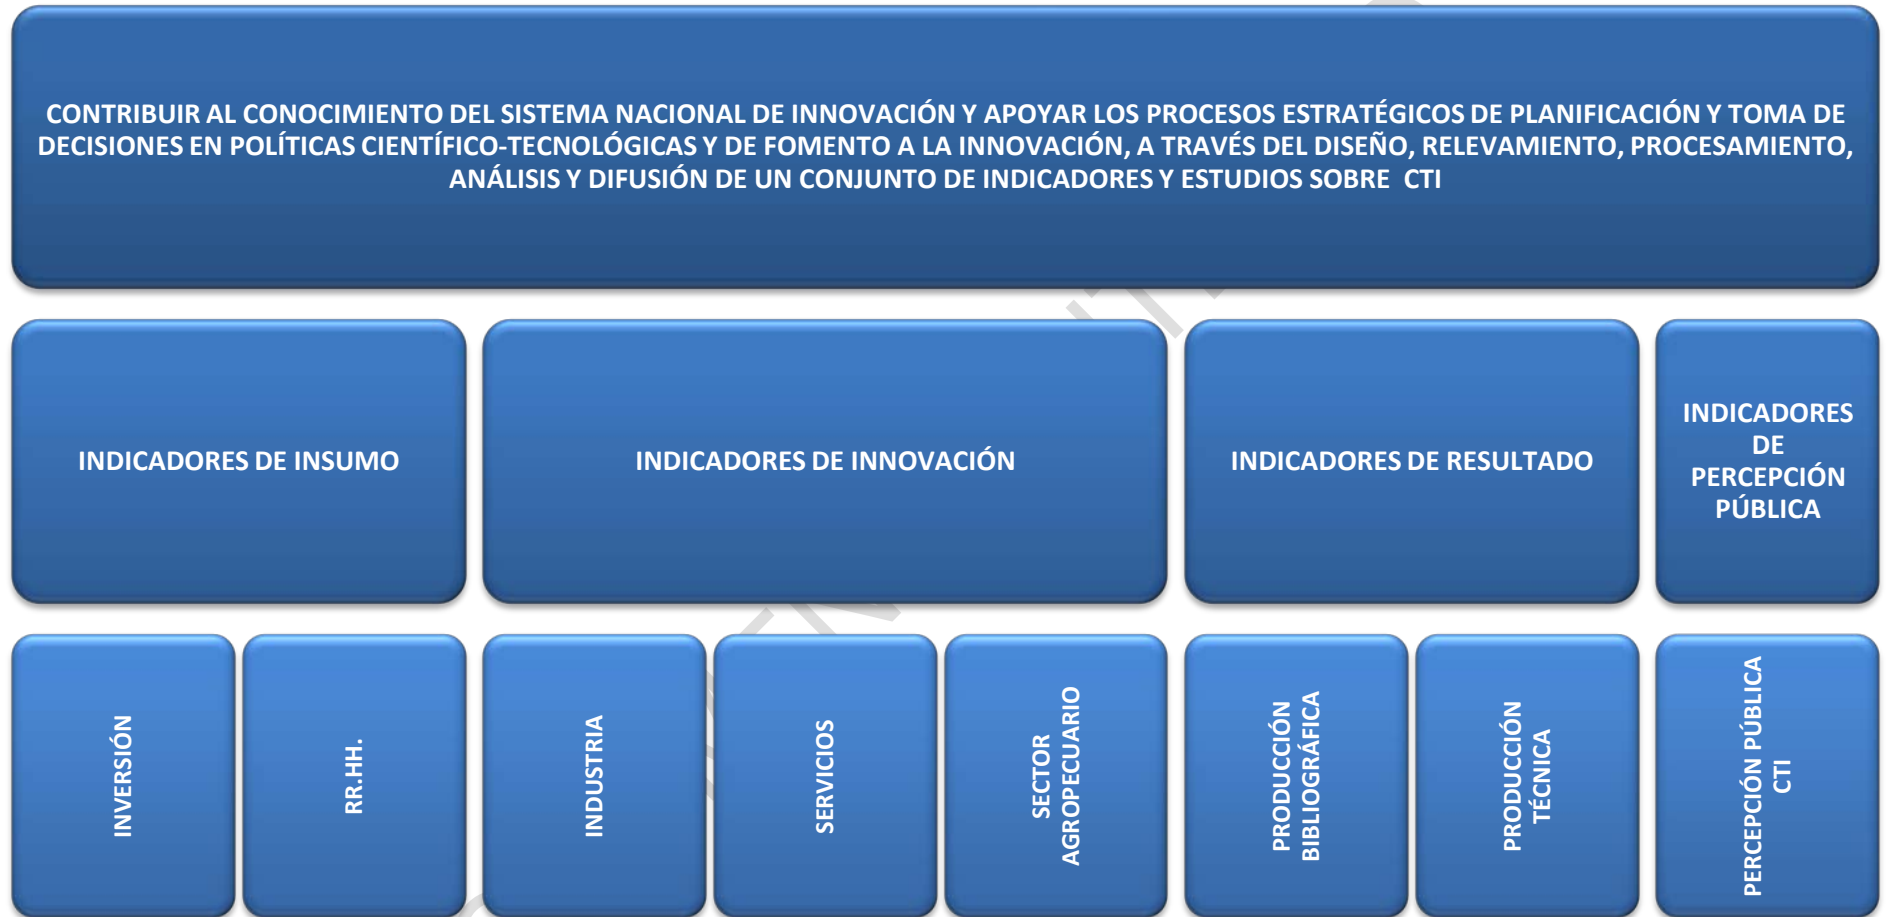 CONTRIBUIR AL CONOCIMIENTO DEL SISTEMA NACIONAL DE INNOVACIÓN Y APOYAR LOS PROCESOS ESTRATÉGICOS DE PLANIFICACIÓN Y TOMA DE
DECISIONES EN POLÍTICAS CIENTÍFICO-TECNOLÓGICAS Y DE FOMENTO A LA INNOVACIÓN, A TRAVÉS DEL DISEÑO, RELEVAMIENTO, PROCESAMIENTO,
ANÁLISIS Y DIFUSIÓN DE UN CONJUNTO DE INDICADORES Y ESTUDIOS SOBRE CTI
INDICADORES DE INSUMO
INDICADORES DE INNOVACIÓN
INDICADORES DE RESULTADO
INDICADORES
DE
PERCEPCIÓN
PÚBLICA
INVERSIÓN
RR.HH.
INDUSTRIA
SERVICIOS
SECTOR
AGROPECUARIO
PRODUCCIÓN
BIBLIOGRÁFICA
PRODUCCIÓN
TÉCNICA
PERCEPCIÓN PÚBLICA
CTI